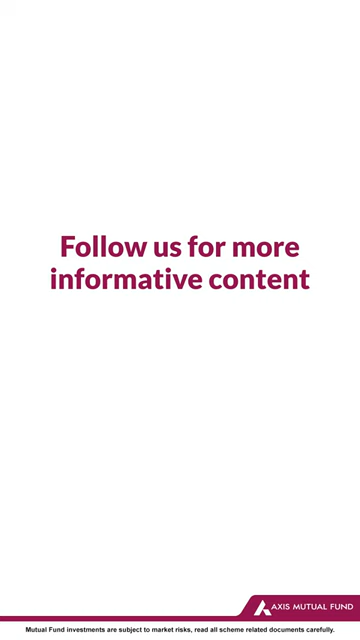 Follow us for more
informative content
AXIS MUTUAL FUND
Mutual Fund investments are subject to market risks, read all scheme related documents carefully.